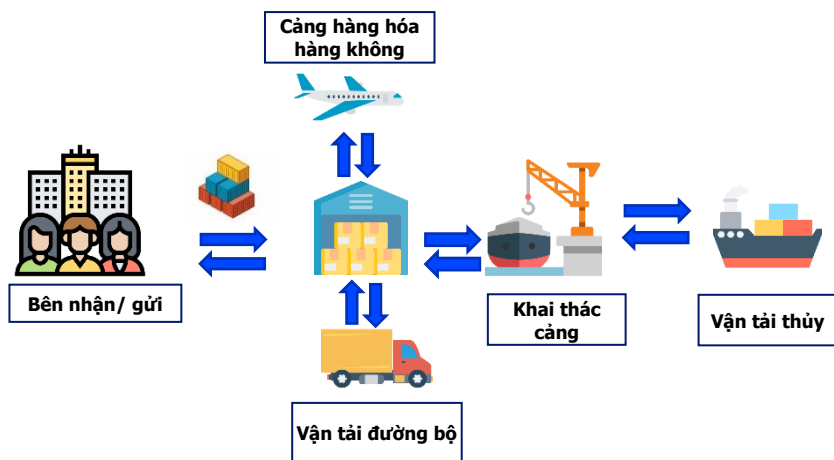 Cảng hàng hóa
hàng không
Bên nhận/ gửi
Khai thác
cảng
Vận tải thủy
Vận tải đường bộ